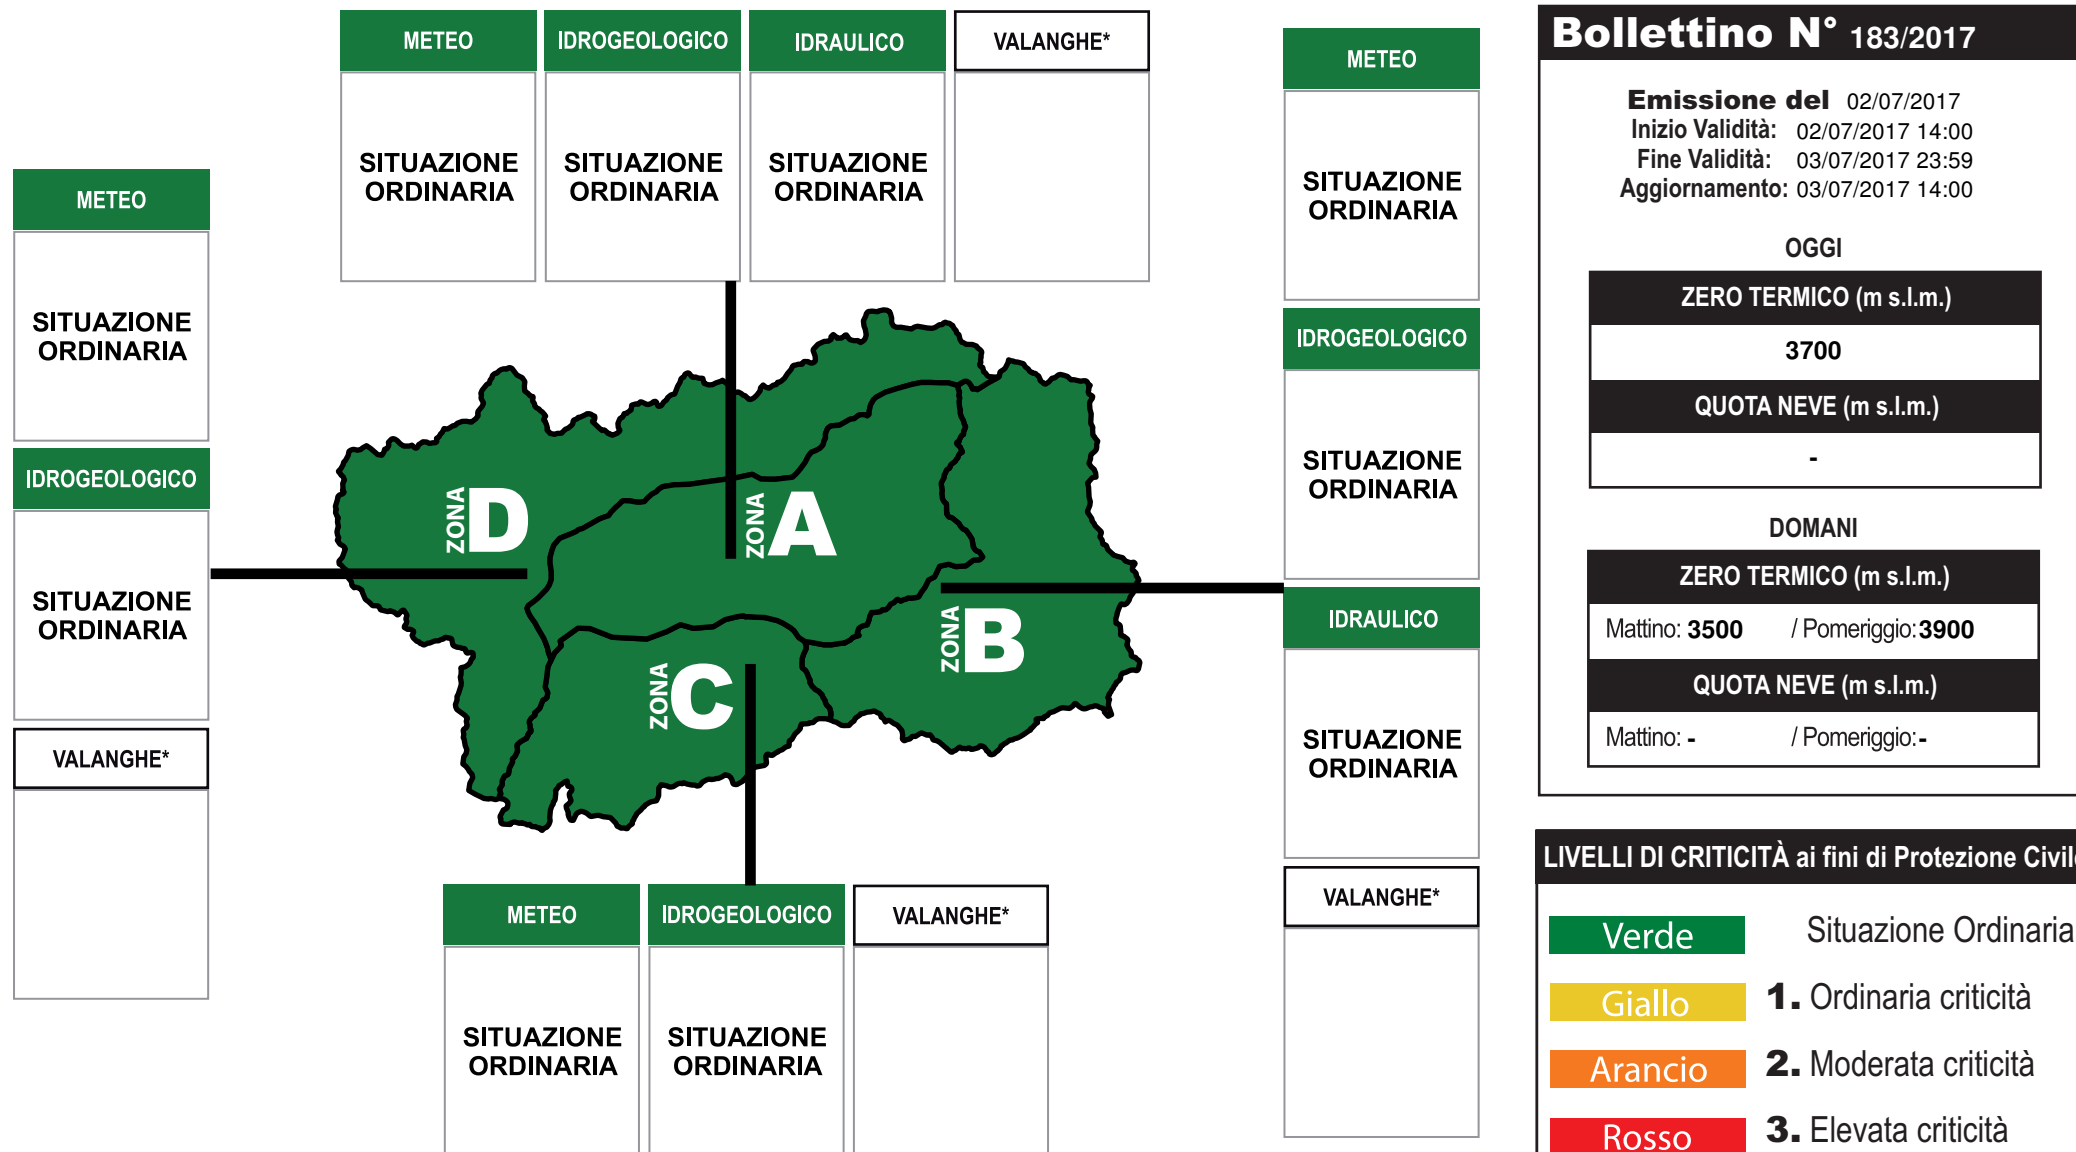 METEO
IDROGEOLOGICO
IDRAULICO
VALANGHE*
SITUAZIONE
ORDINARIA
SITUAZIONE
ORDINARIA
SITUAZIONE
ORDINARIA
METEO
SITUAZIONE
ORDINARIA
IDROGEOLOGICO
SITUAZIONE
ORDINARIA
VALANGHE*
ZONA D
ZONA A
ZONA B
ZONA C
METEO
SITUAZIONE
ORDINARIA
IDROGEOLOGICO
SITUAZIONE
ORDINARIA
IDRAULICO
SITUAZIONE
ORDINARIA
VALANGHE*
METEO
IDROGEOLOGICO
VALANGHE*
SITUAZIONE
ORDINARIA
SITUAZIONE
ORDINARIA
Bollettino N° 183/2017
Emissione del 02/07/2017
Inizio Validità: 02/07/2017 14:00
Fine Validità: 03/07/2017 23:59
Aggiornamento: 03/07/2017 14:00
OGGI
ZERO TERMICO (m s.l.m.)
3700
QUOTA NEVE (m s.l.m.)
-
DOMANI
ZERO TERMICO (m s.l.m.)
Mattino: 3500 / Pomeriggio: 3900
QUOTA NEVE (m s.l.m.)
Mattino: - / Pomeriggio: -
LIVELLI DI CRITICITÀ ai fini di Protezione Civil
Verde Situazione Ordinaria
Giallo 1. Ordinaria criticità
Arancio 2. Moderata criticità
Rosso 3. Elevata criticità